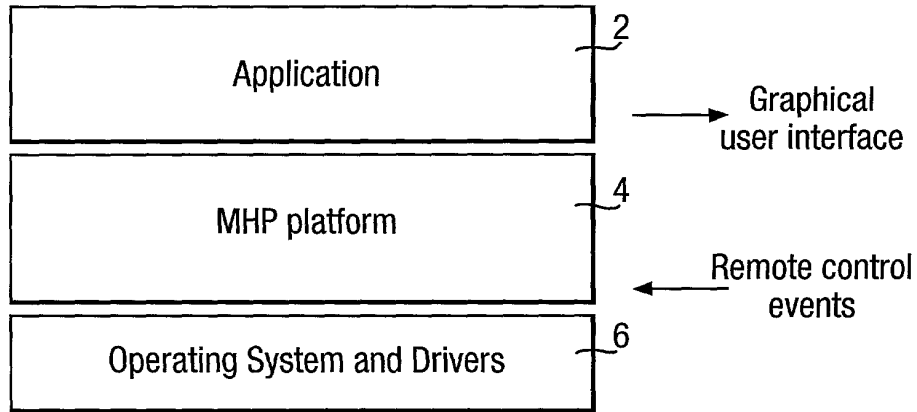 2
Application
Graphical
user interface
4
MHP platform
Remote control
events
6
Operating System and Drivers